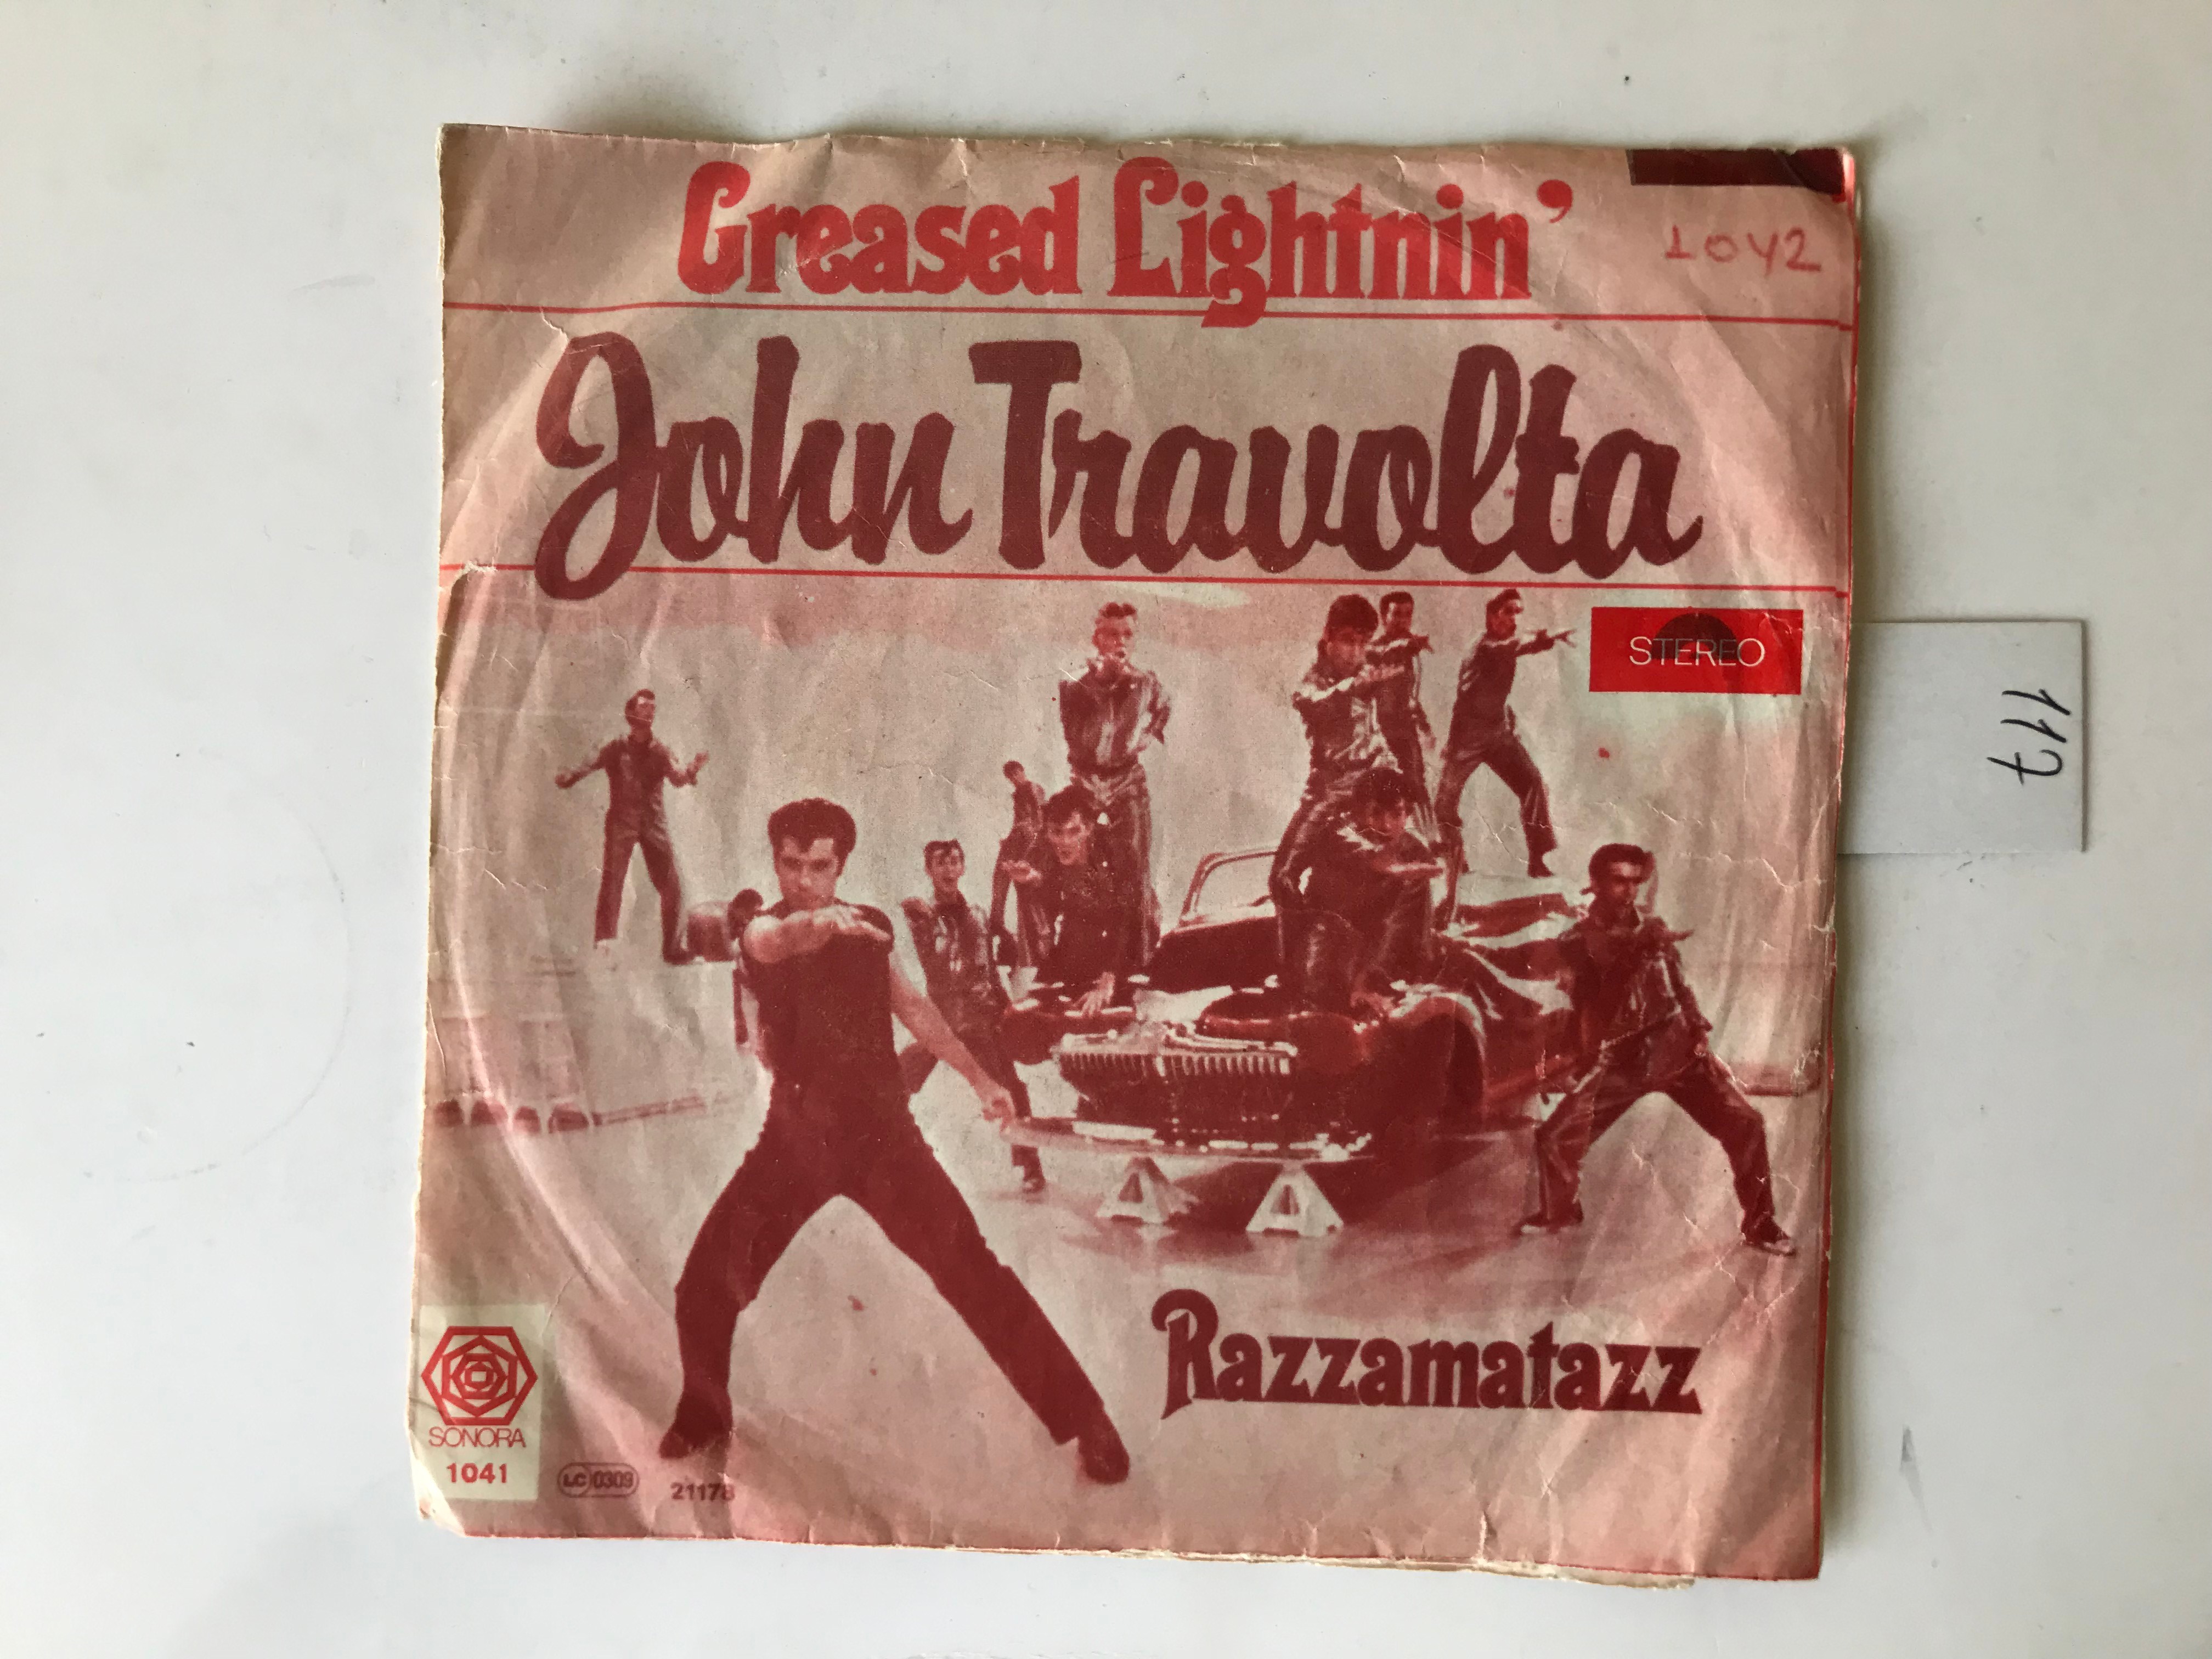 Greased Lightnin'
1042
John Travolta
STEREO
117
Razzamatazz
SONORA
1041
LC 0309
21178